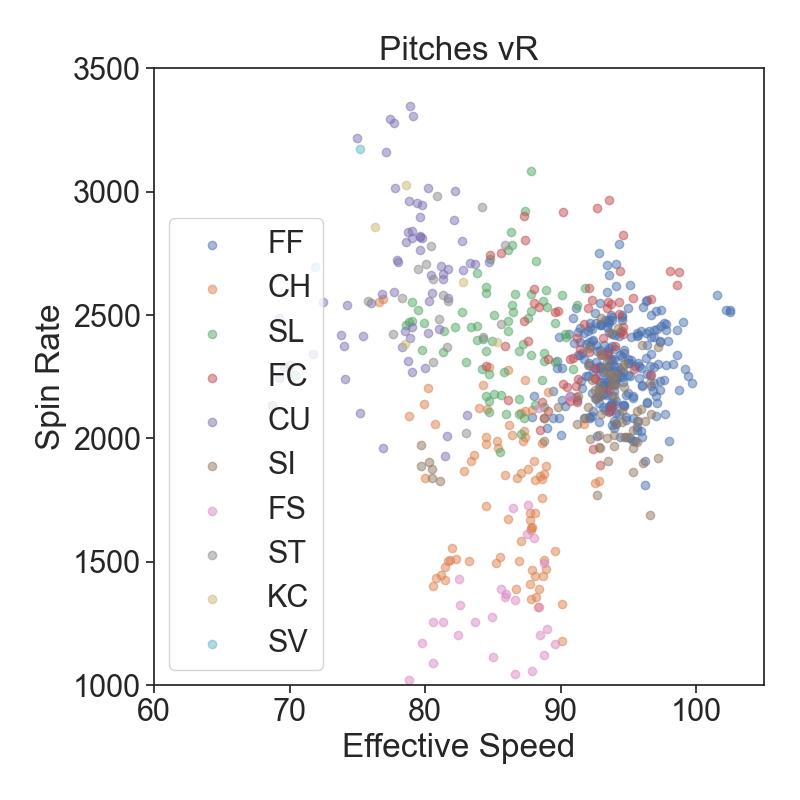 Pitches vR
3500
3000
2500
2000
1500
1000
Spin Rate
FF
CH
SL
FC
CU
SI
FS
ST
KC
SV
60
70
80
90
100
Effective Speed